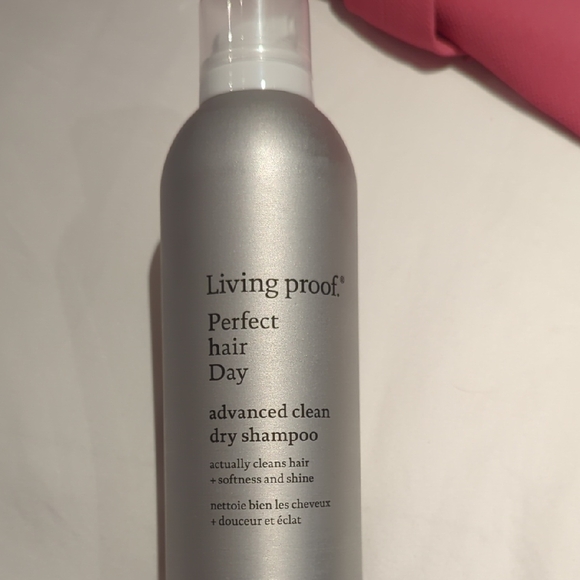 Living proof.®
Perfect
hair
Day
advanced clean
dry shampoo
actually cleans hair
+ softness and shine
nettoie bien les cheveux
+ douceur et éclat